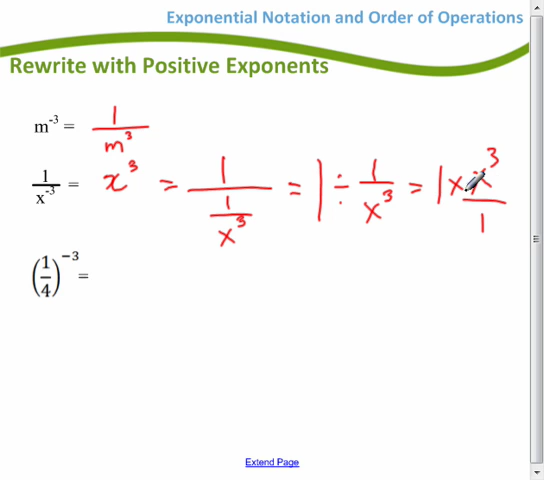 Exponential Notation and Order of Operations
Rewrite with Positive Exponents
m⁻³ = 1/m³
1/x⁻³ = x³ = 1/(1/x³) = 1 ÷ 1/x³ = 1 × x³/1
(1/4)⁻³ =
Extend Page